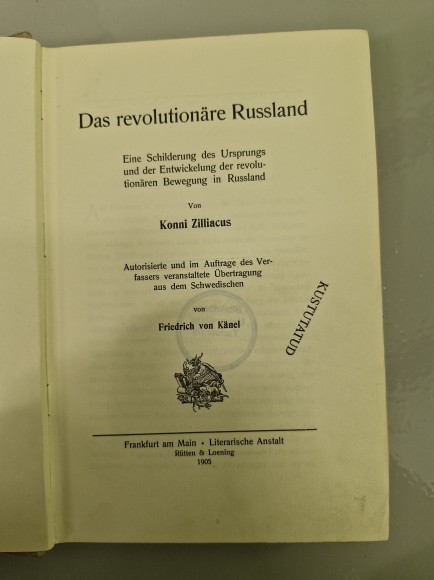 Das revolutionäre Russland
Eine Schilderung des Ursprungs
und der Entwickelung der revolu-
tionären Bewegung in Russland
Von
Konni Zilliacus
Autorisierte und im Auftrage des Ver-
fassers veranstaltete Übertragung
aus dem Schwedischen
von
Friedrich von Känel
KUSTUTATUD
Frankfurt am Main • Literarische Anstalt
Rütten & Loening
1905